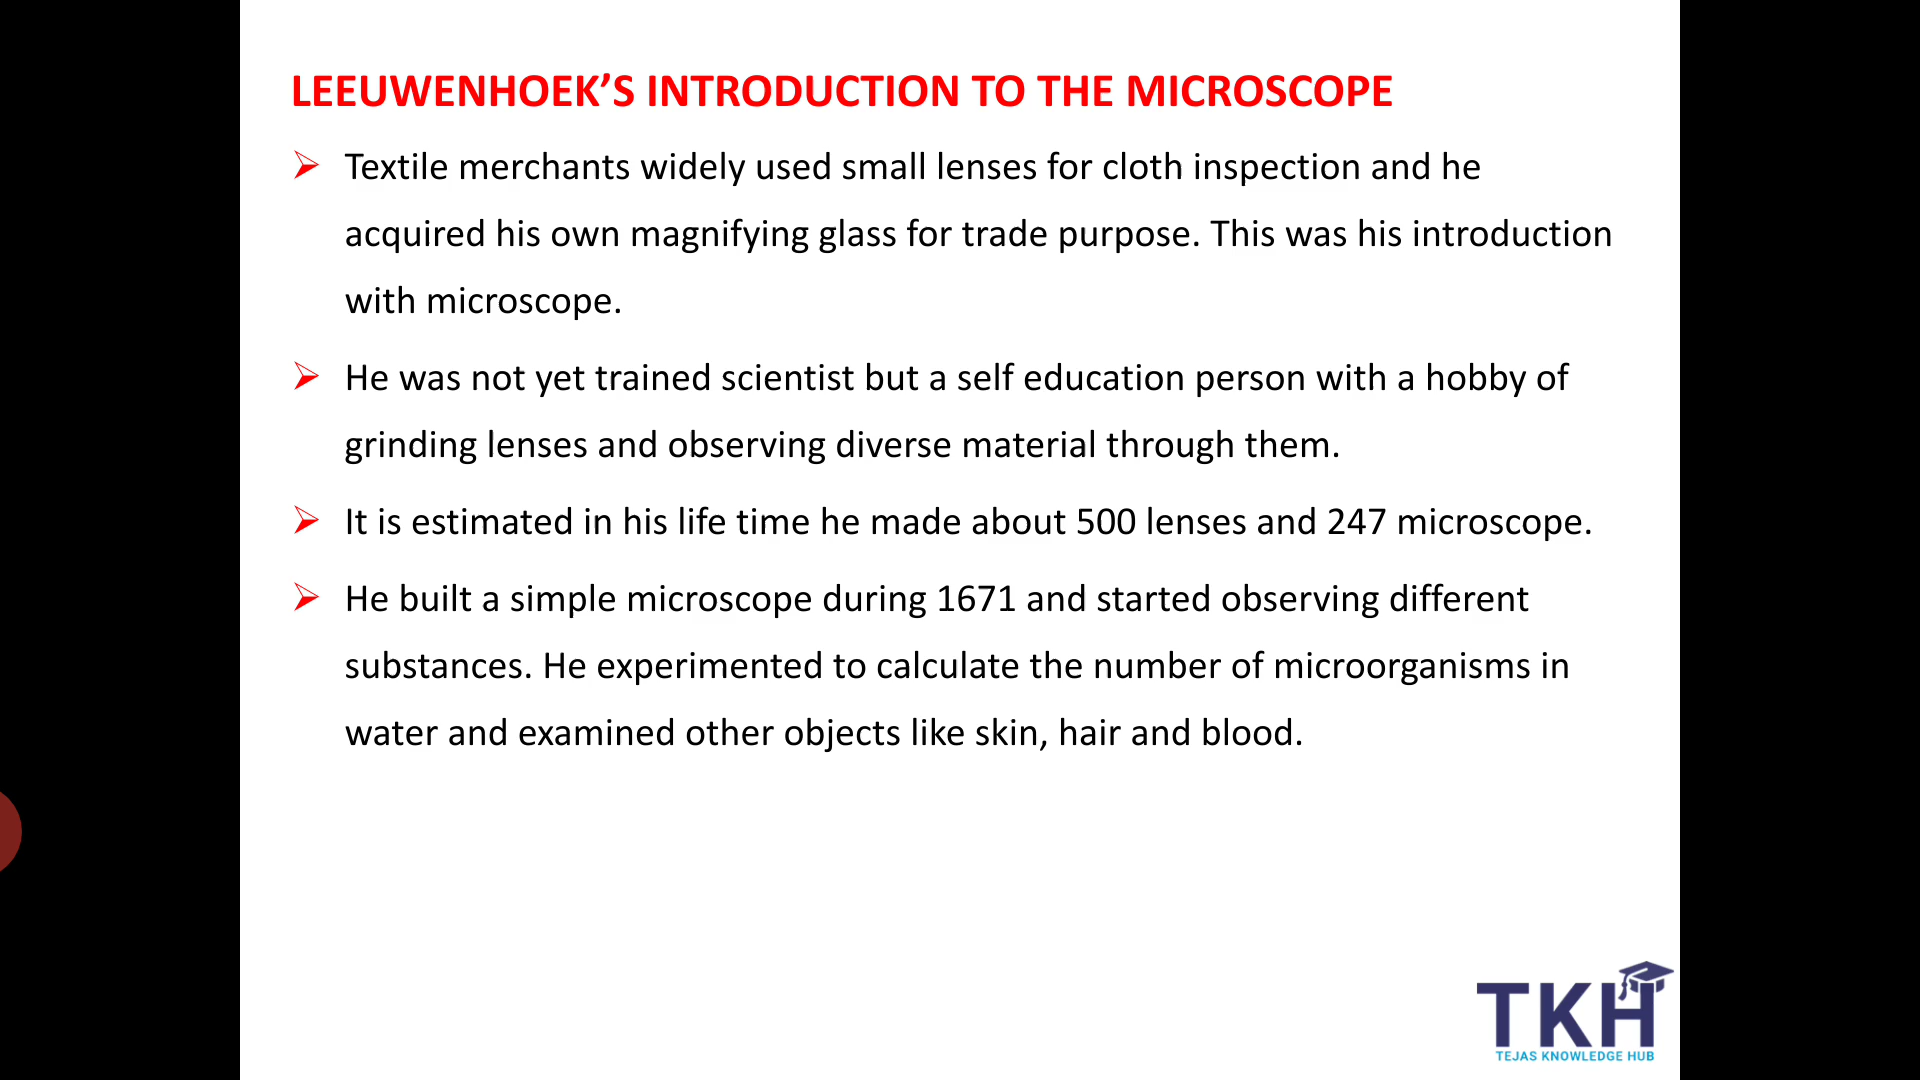 LEEUWENHOEK’S INTRODUCTION TO THE MICROSCOPE
Textile merchants widely used small lenses for cloth inspection and he
acquired his own magnifying glass for trade purpose. This was his introduction
with microscope.
He was not yet trained scientist but a self education person with a hobby of
grinding lenses and observing diverse material through them.
It is estimated in his life time he made about 500 lenses and 247 microscope.
He built a simple microscope during 1671 and started observing different
substances. He experimented to calculate the number of microorganisms in
water and examined other objects like skin, hair and blood.
TKH
TEJAS KNOWLEDGE HUB